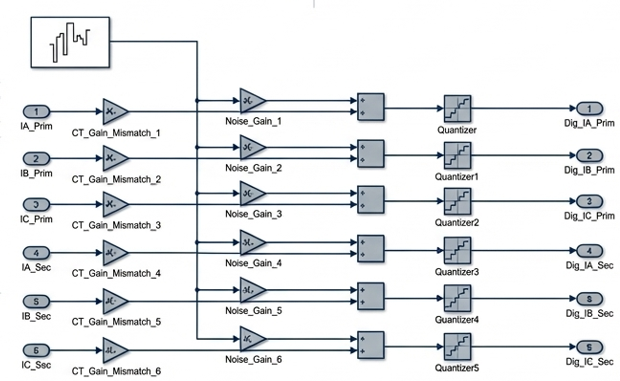 1
IA_Prim
CT_Gain_Mismatch_1
Noise_Gain_1
Quantizer
1
Dig_IA_Prim
2
IB_Prim
CT_Gain_Mismatch_2
Noise_Gain_2
Quantizer1
2
Dig_IB_Prim
IC_Prim
CT_Gain_Mismatch_3
Noise_Gain_3
Quantizer2
3
Dig_IC_Prim
4
IA_Sec
CT_Gain_Mismatch_4
Noise_Gain_4
Quantizer3
4
Dig_IA_Sec
IB_Sec
CT_Gain_Mismatch_5
Noise_Gain_5
Quantizer4
Dig_IB_Sec
IC_Ssc
CT_Gain_Mismatch_6
Noise_Gain_6
Quantizer5
Dig_IC_Sec